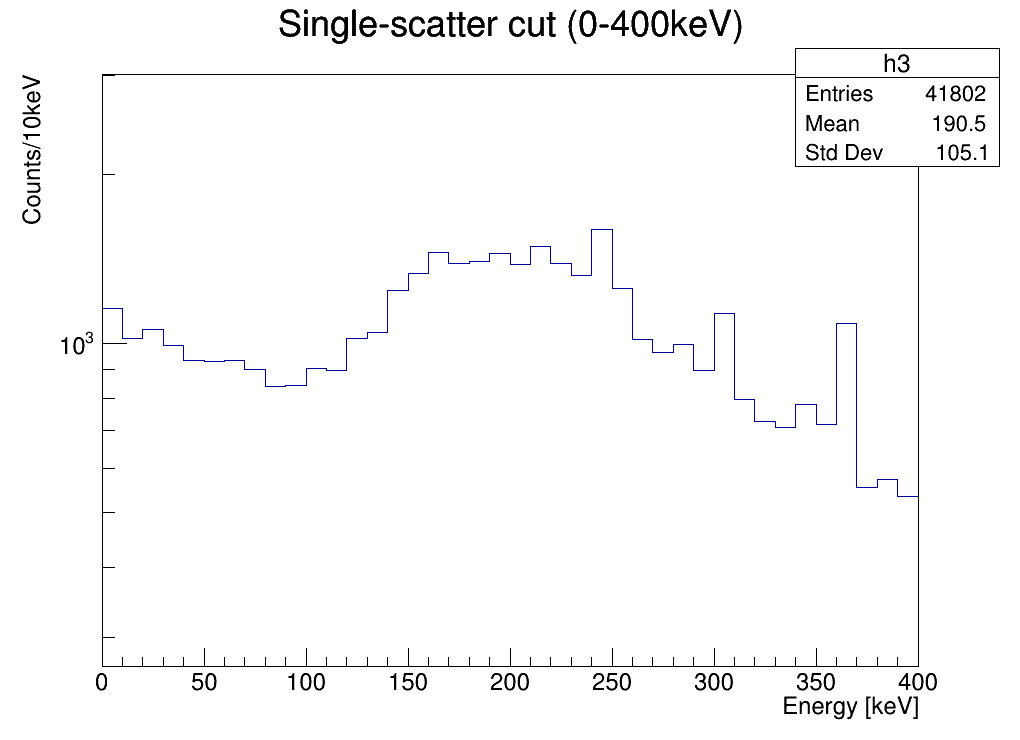 Single-scatter cut (0-400keV)
h3
Entries 41802
Mean 190.5
Std Dev 105.1
Counts/10keV
10³
0 50 100 150 200 250 300 350 400
Energy [keV]